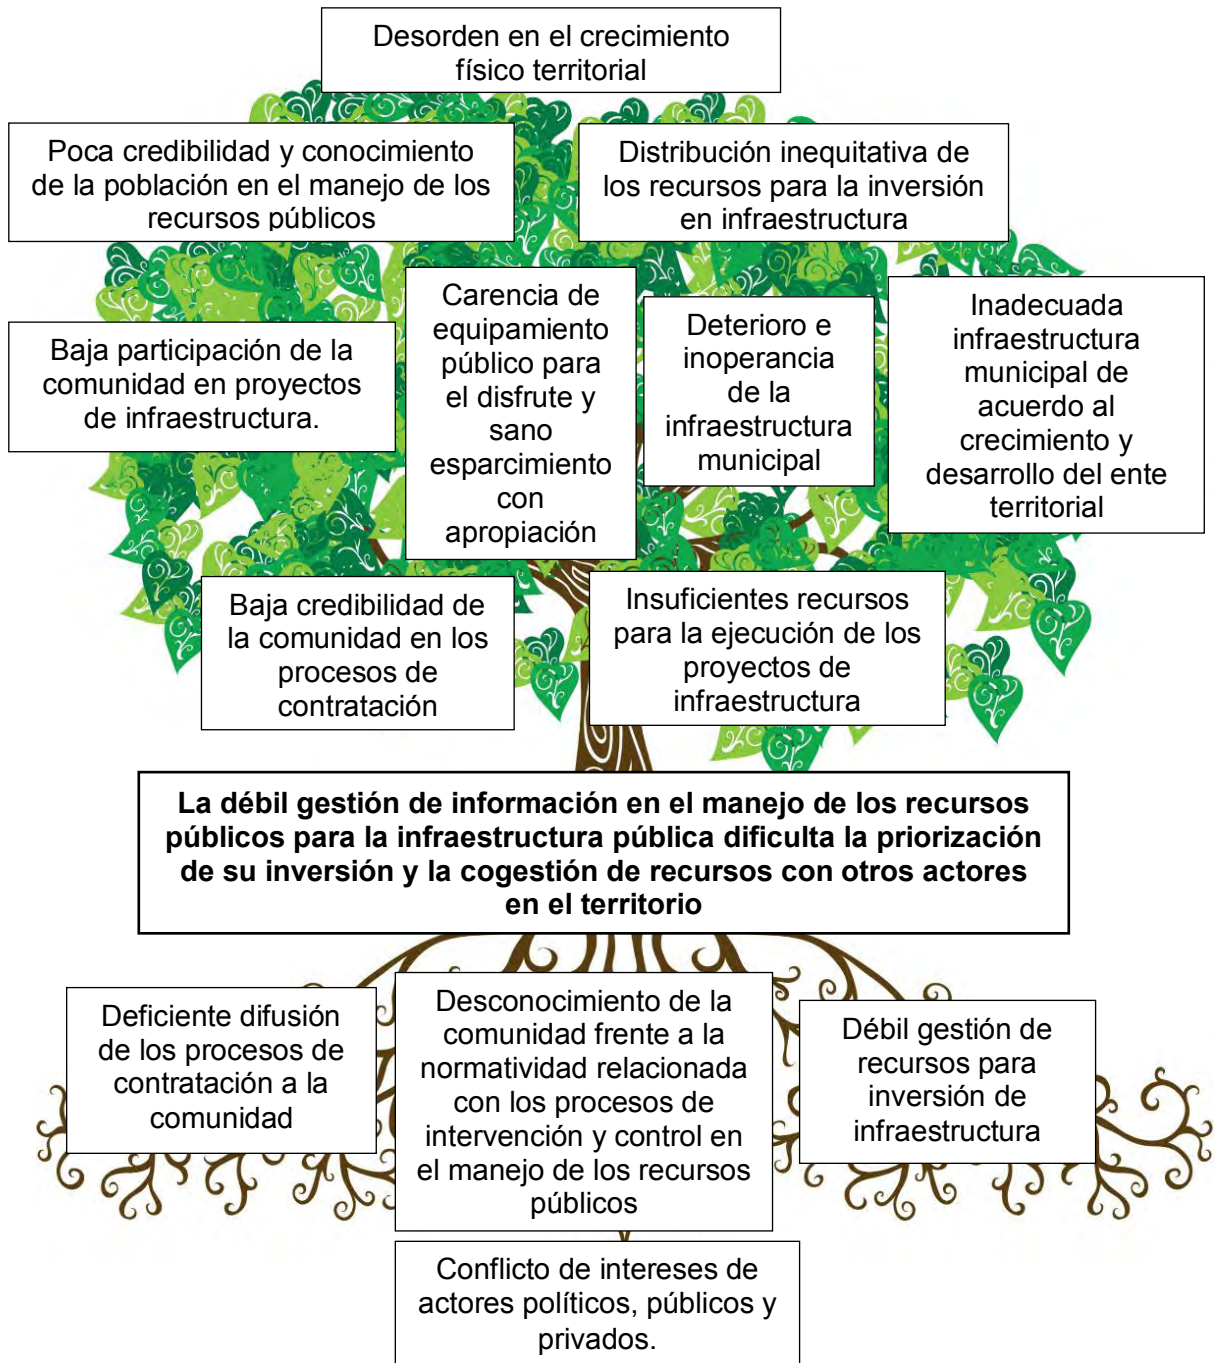 Desorden en el crecimiento
físico territorial
Poca credibilidad y conocimiento
de la población en el manejo de los
recursos públicos
Distribución inequitativa de
los recursos para la inversión
en infraestructura
Baja participación de la
comunidad en proyectos
de infraestructura.
Carencia de
equipamiento
público para
el disfrute y
sano
esparcimiento
con
apropiación
Deterioro e
inoperancia
de la
infraestructura
municipal
Inadecuada
infraestructura
municipal de
acuerdo al
crecimiento y
desarrollo del ente
territorial
Baja credibilidad de
la comunidad en los
procesos de
contratación
Insuficientes recursos
para la ejecución de los
proyectos de
infraestructura
La débil gestión de información en el manejo de los recursos
públicos para la infraestructura pública dificulta la priorización
de su inversión y la cogestión de recursos con otros actores
en el territorio
Deficiente difusión
de los procesos de
contratación a la
comunidad
Desconocimiento de la
comunidad frente a la
normatividad relacionada
con los procesos de
intervención y control en
el manejo de los recursos
públicos
Débil gestión de
recursos para
inversión de
infraestructura
Conflicto de intereses de
actores políticos, públicos y
privados.